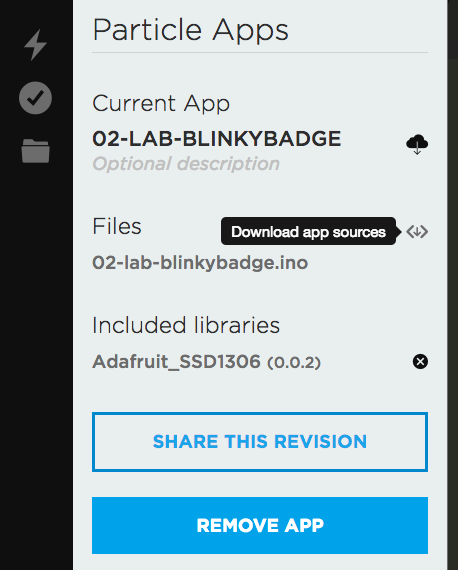 Particle Apps
Current App
02-LAB-BLINKYBADGE
Optional description
Files
Download app sources
02-lab-blinkybadge.ino
Included libraries
Adafruit_SSD1306 (0.0.2)
SHARE THIS REVISION
REMOVE APP